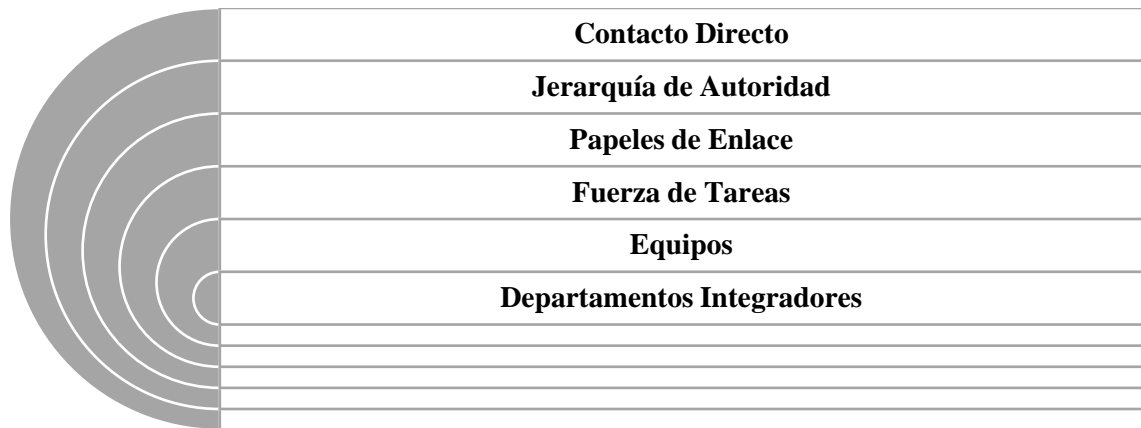 Contacto Directo
Jerarquía de Autoridad
Papeles de Enlace
Fuerza de Tareas
Equipos
Departamentos Integradores